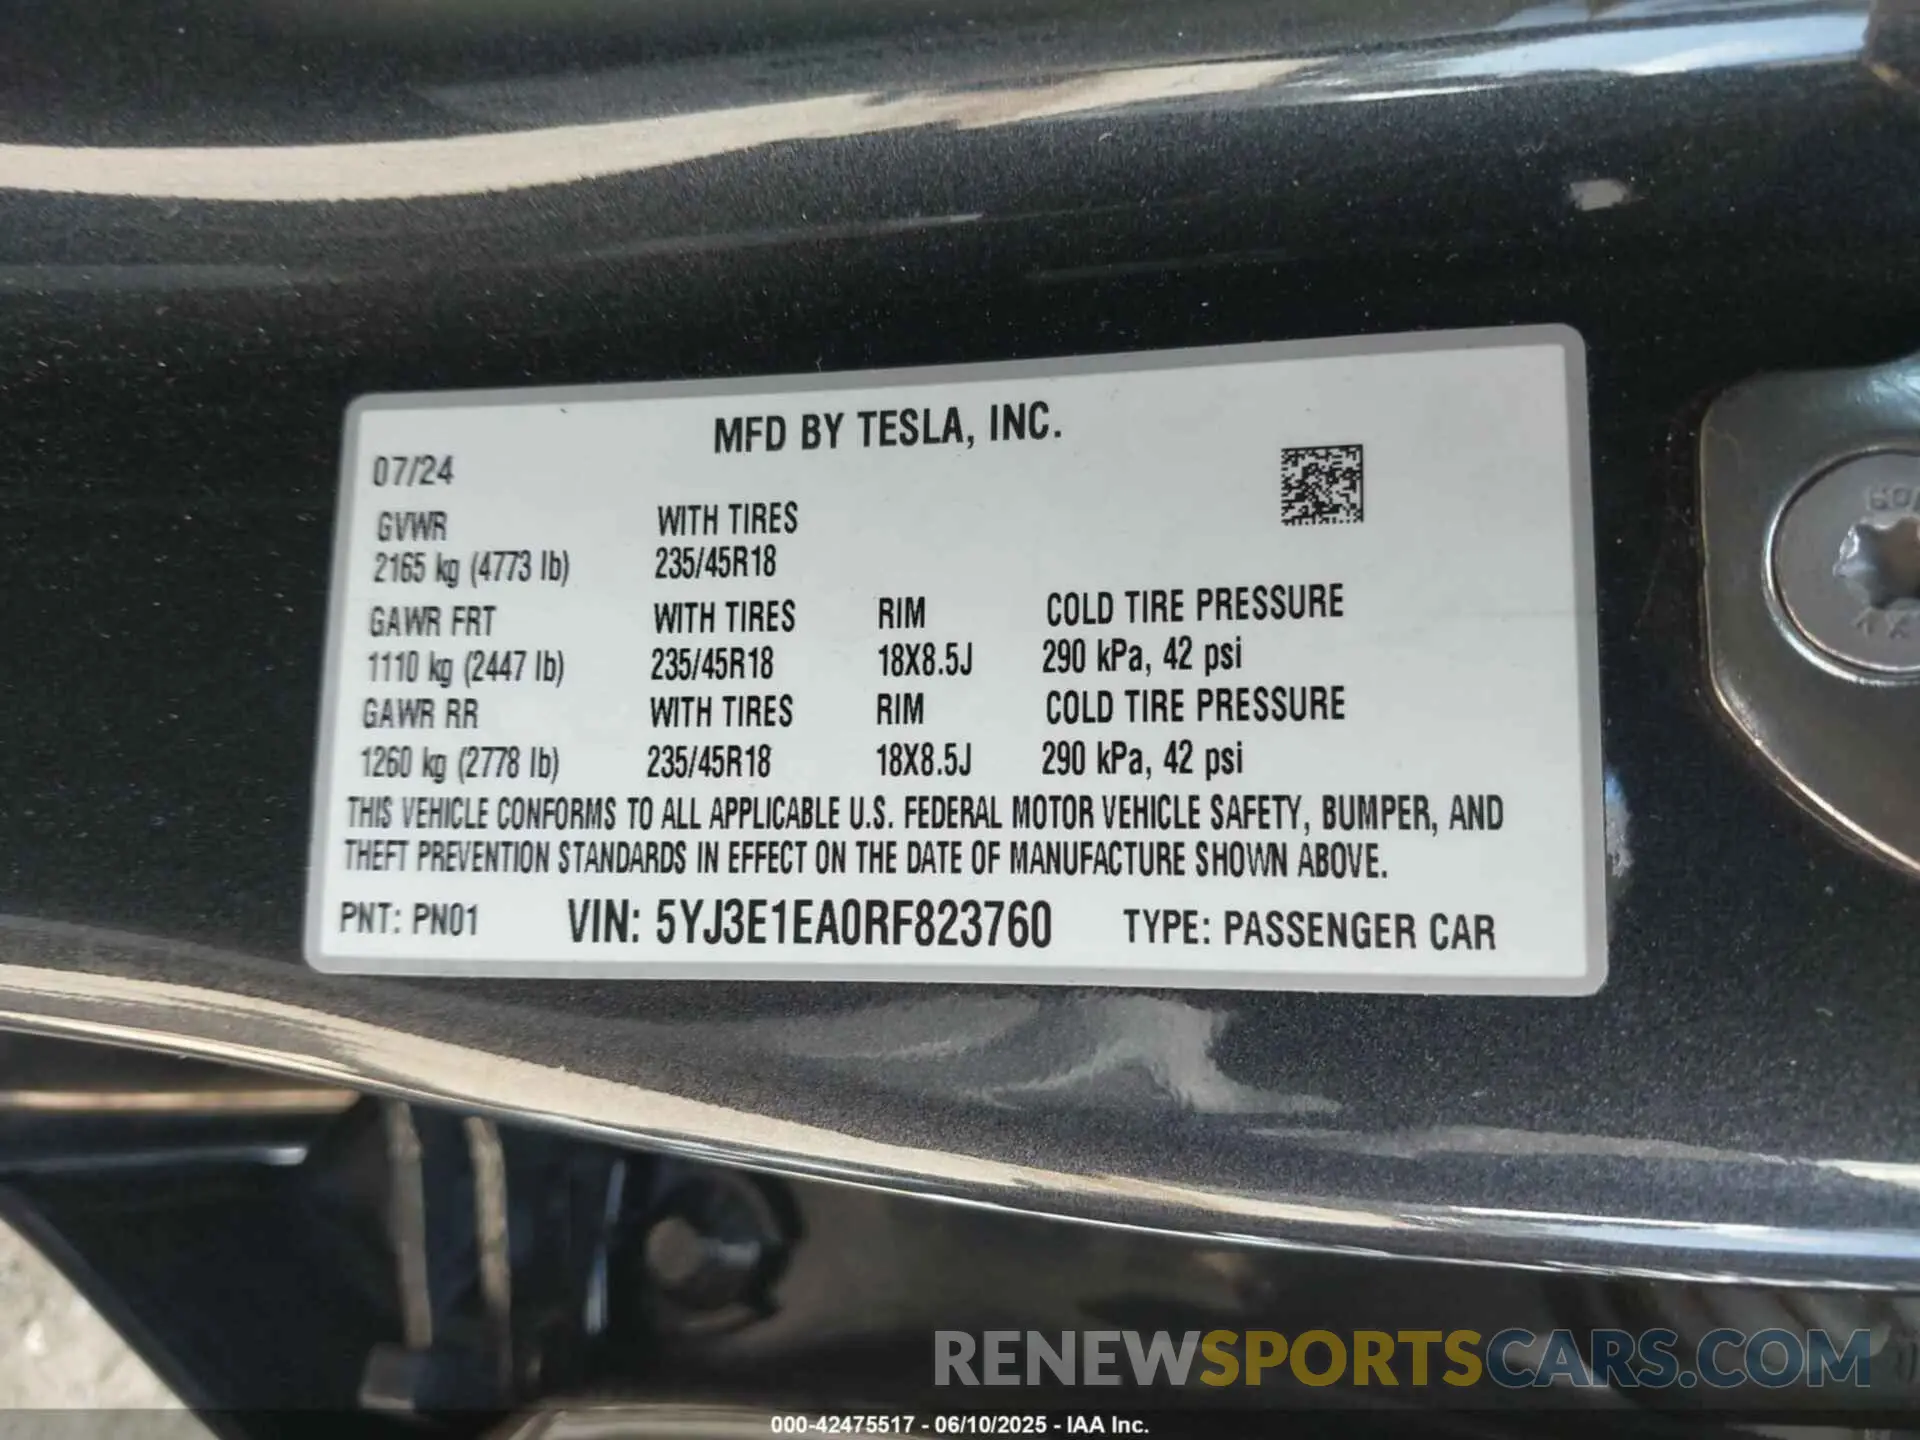 MFD BY TESLA, INC.
07/24
GVWR WITH TIRES
2165 kg (4773 lb) 235/45R18
GAWR FRT WITH TIRES RIM COLD TIRE PRESSURE
1110 kg (2447 lb) 235/45R18 18X8.5J 290 kPa, 42 psi
GAWR RR WITH TIRES RIM COLD TIRE PRESSURE
1260 kg (2778 lb) 235/45R18 18X8.5J 290 kPa, 42 psi
THIS VEHICLE CONFORMS TO ALL APPLICABLE U.S. FEDERAL MOTOR VEHICLE SAFETY, BUMPER, AND
THEFT PREVENTION STANDARDS IN EFFECT ON THE DATE OF MANUFACTURE SHOWN ABOVE.
PNT: PN01 VIN: 5YJ3E1EA0RF823760 TYPE: PASSENGER CAR
RENEWSPORTSCARS.COM
000-42475517 - 06/10/2025 - IAA Inc.